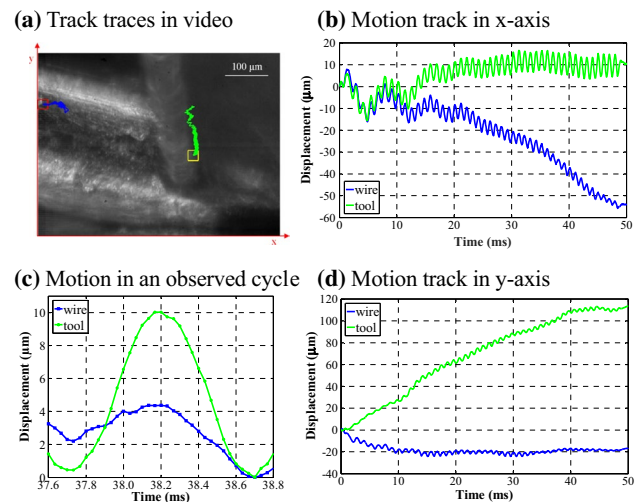 (a) Track traces in video
y
100 μm
x
(b) Motion track in x-axis
Displacement (μm)
20
10
0
-10
-20
-30
-40
-50
-60
wire
tool
0 10 20 30 40 50
Time (ms)
(c) Motion in an observed cycle
Displacement (μm)
10
8
6
4
2
0
wire
tool
37.6 37.8 38.0 38.2 38.4 38.6 38.8
Time (ms)
(d) Motion track in y-axis
Displacement (μm)
120
100
80
60
40
20
0
-20
-40
wire
tool
0 10 20 30 40 50
Time (ms)